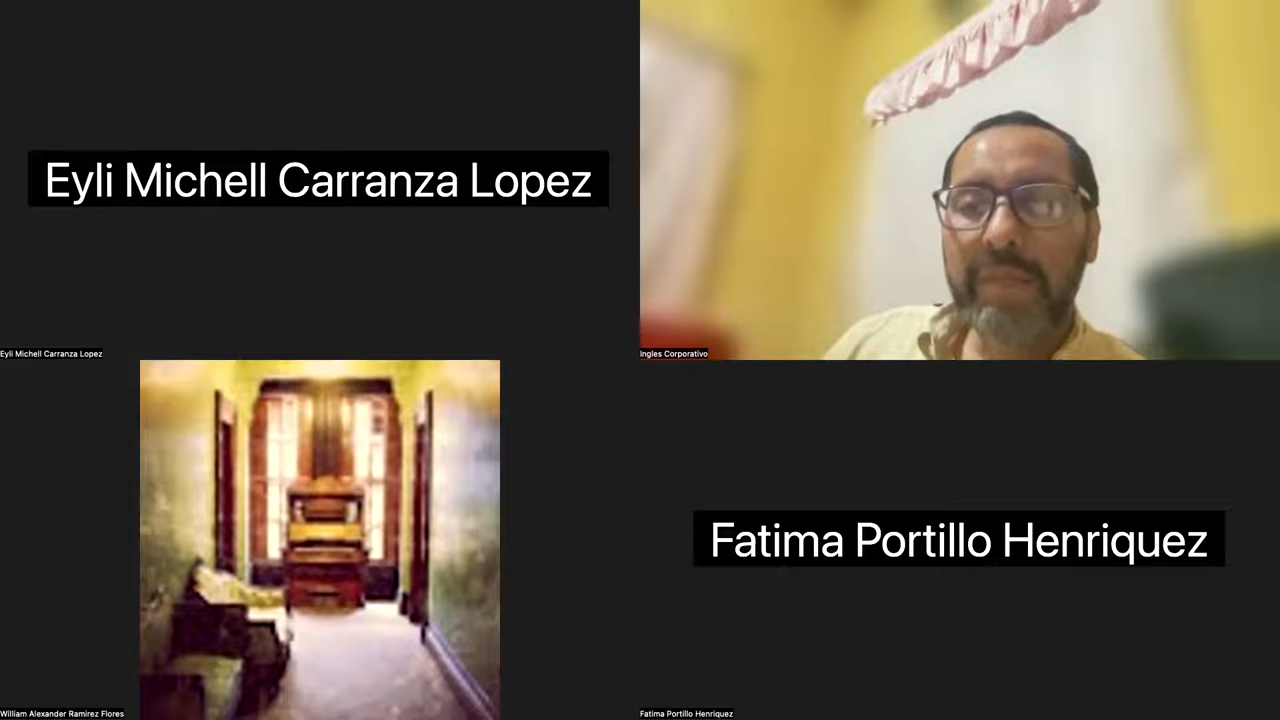 Eyli Michell Carranza Lopez
Eyli Michell Carranza Lopez
Ingles Corporativo
Fatima Portillo Henriquez
William Alexander Ramirez Flores
Fatima Portillo Henriquez